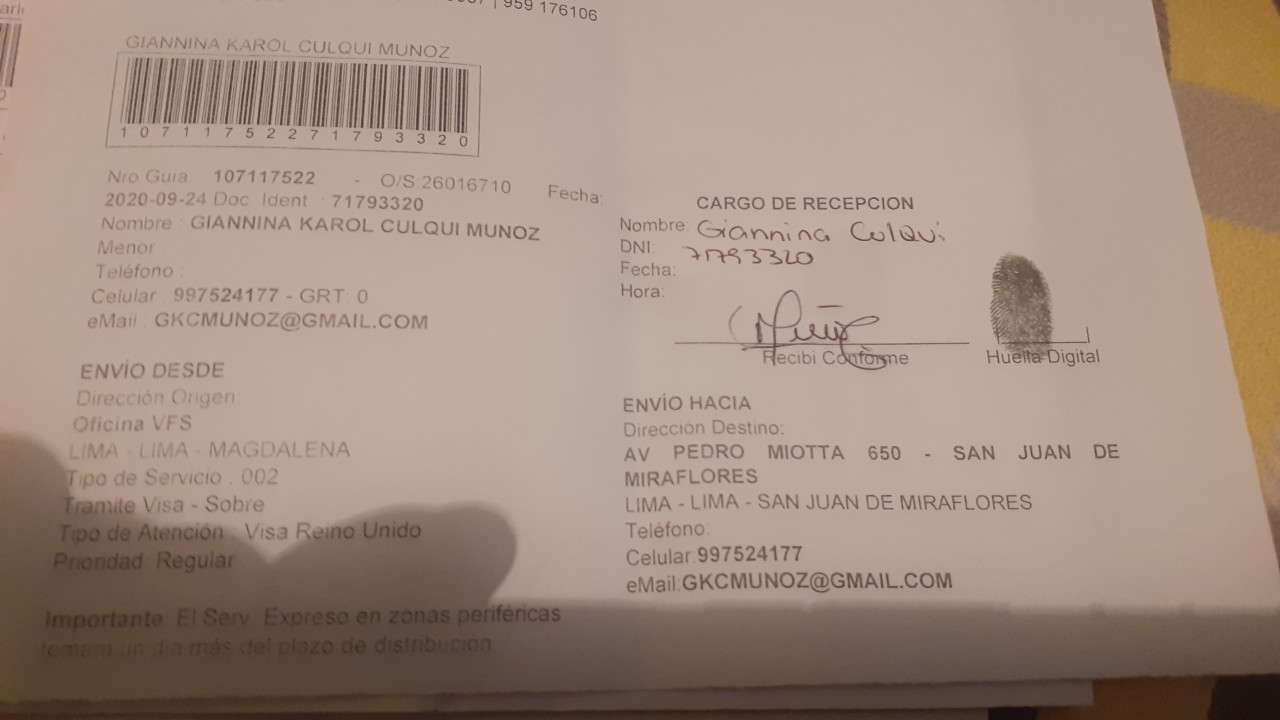 959 176106
GIANNINA KAROL CULQUI MUNOZ
1 0 7 1 1 7 5 2 2 7 1 7 9 3 3 2 0
Nro Guia: 107117522 - O/S:26016710 Fecha:
2020-09-24 Doc. Ident. : 71793320
Nombre : GIANNINA KAROL CULQUI MUNOZ
Menor :
Teléfono :
Celular : 997524177 - GRT: 0
eMail : GKCMUNOZ@GMAIL.COM
ENVÍO DESDE
Dirección Origen:
Oficina VFS
LIMA - LIMA - MAGDALENA
Tipo de Servicio : 002
Tramite Visa - Sobre
Tipo de Atención : Visa Reino Unido
Prioridad: Regular
Importante: El Serv. Expreso en zonas periféricas
tomara un día más del plazo de distribución
CARGO DE RECEPCION
Nombre: Giannina Culqui
DNI: 71793320
Fecha:
Hora:
Muñoz
Recibi Conforme
Huella Digital
ENVÍO HACIA
Dirección Destino:
AV PEDRO MIOTTA 650 - SAN JUAN DE
MIRAFLORES
LIMA - LIMA - SAN JUAN DE MIRAFLORES
Teléfono:
Celular:997524177
eMail:GKCMUNOZ@GMAIL.COM